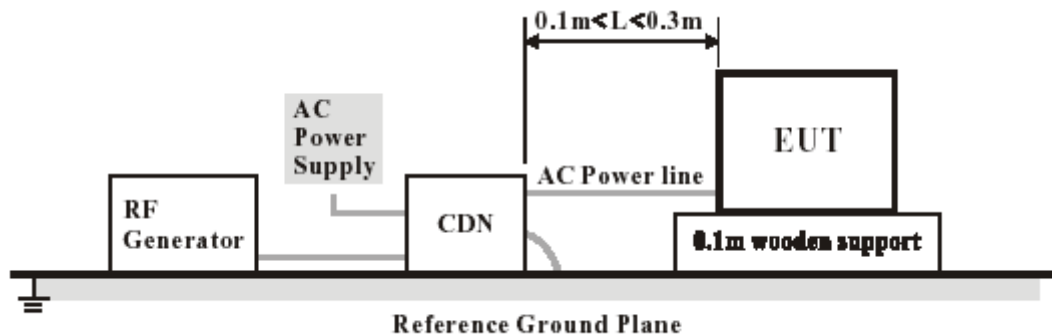 0.1m<L<0.3m
AC
Power
Supply
EUT
AC Power line
RF
Generator
CDN
0.1m wooden support
Reference Ground Plane